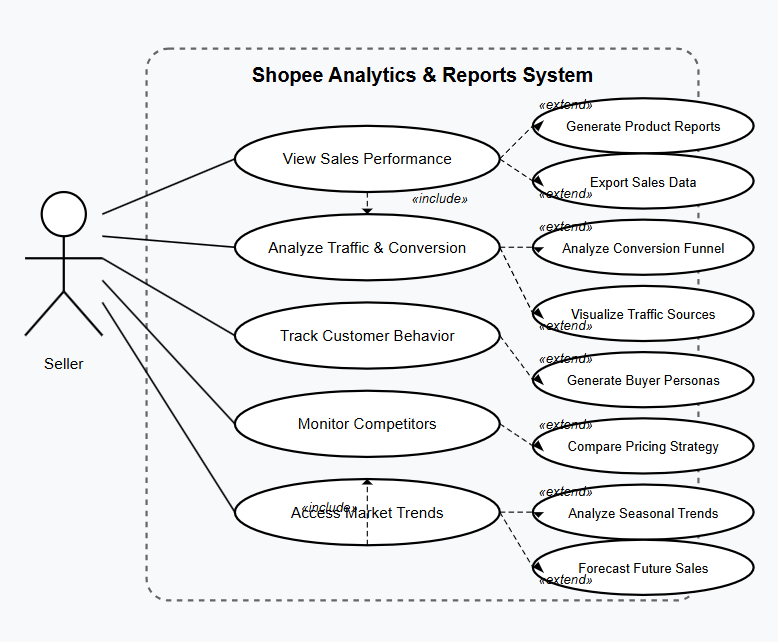 Shopee Analytics & Reports System
«extend»
Generate Product Reports
View Sales Performance
Export Sales Data
«extend»
«include»
«extend»
Analyze Traffic & Conversion
Analyze Conversion Funnel
Visualize Traffic Sources
«extend»
Track Customer Behavior
«extend»
Seller
Generate Buyer Personas
Monitor Competitors
«extend»
Compare Pricing Strategy
«extend»
«include»
Access Market Trends
Analyze Seasonal Trends
Forecast Future Sales
«extend»